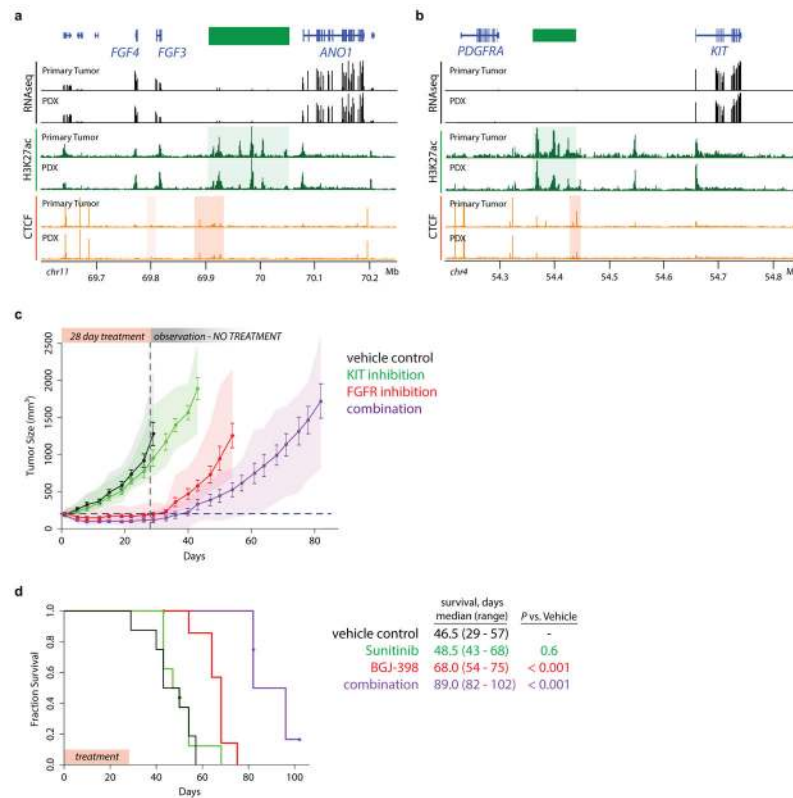 a
FGF4 FGF3 ANO1
RNAseq
Primary Tumor
PDX
H3K27ac
Primary Tumor
PDX
CTCF
Primary Tumor
PDX
chr11 69.7 69.8 69.9 70 70.1 70.2 Mb
b
PDGFRA KIT
RNAseq
Primary Tumor
PDX
H3K27ac
Primary Tumor
PDX
CTCF
Primary Tumor
PDX
chr4 54.3 54.4 54.5 54.6 54.7 54.8 M
c
28 day treatment observation - NO TREATMENT
vehicle control
KIT inhibition
FGFR inhibition
combination
Tumor Size (mm³)
2500
2000
1500
1000
500
0
0 20 40 60 80
Days
d
Fraction Survival
1.0
0.8
0.6
0.4
0.2
0
treatment
0 20 40 60 80 100
Days
survival, days
median (range) P vs. Vehicle
vehicle control 46.5 (29 - 57) -
Sunitinib 48.5 (43 - 68) 0.6
BGJ-398 68.0 (54 - 75) < 0.001
combination 89.0 (82 - 102) < 0.001